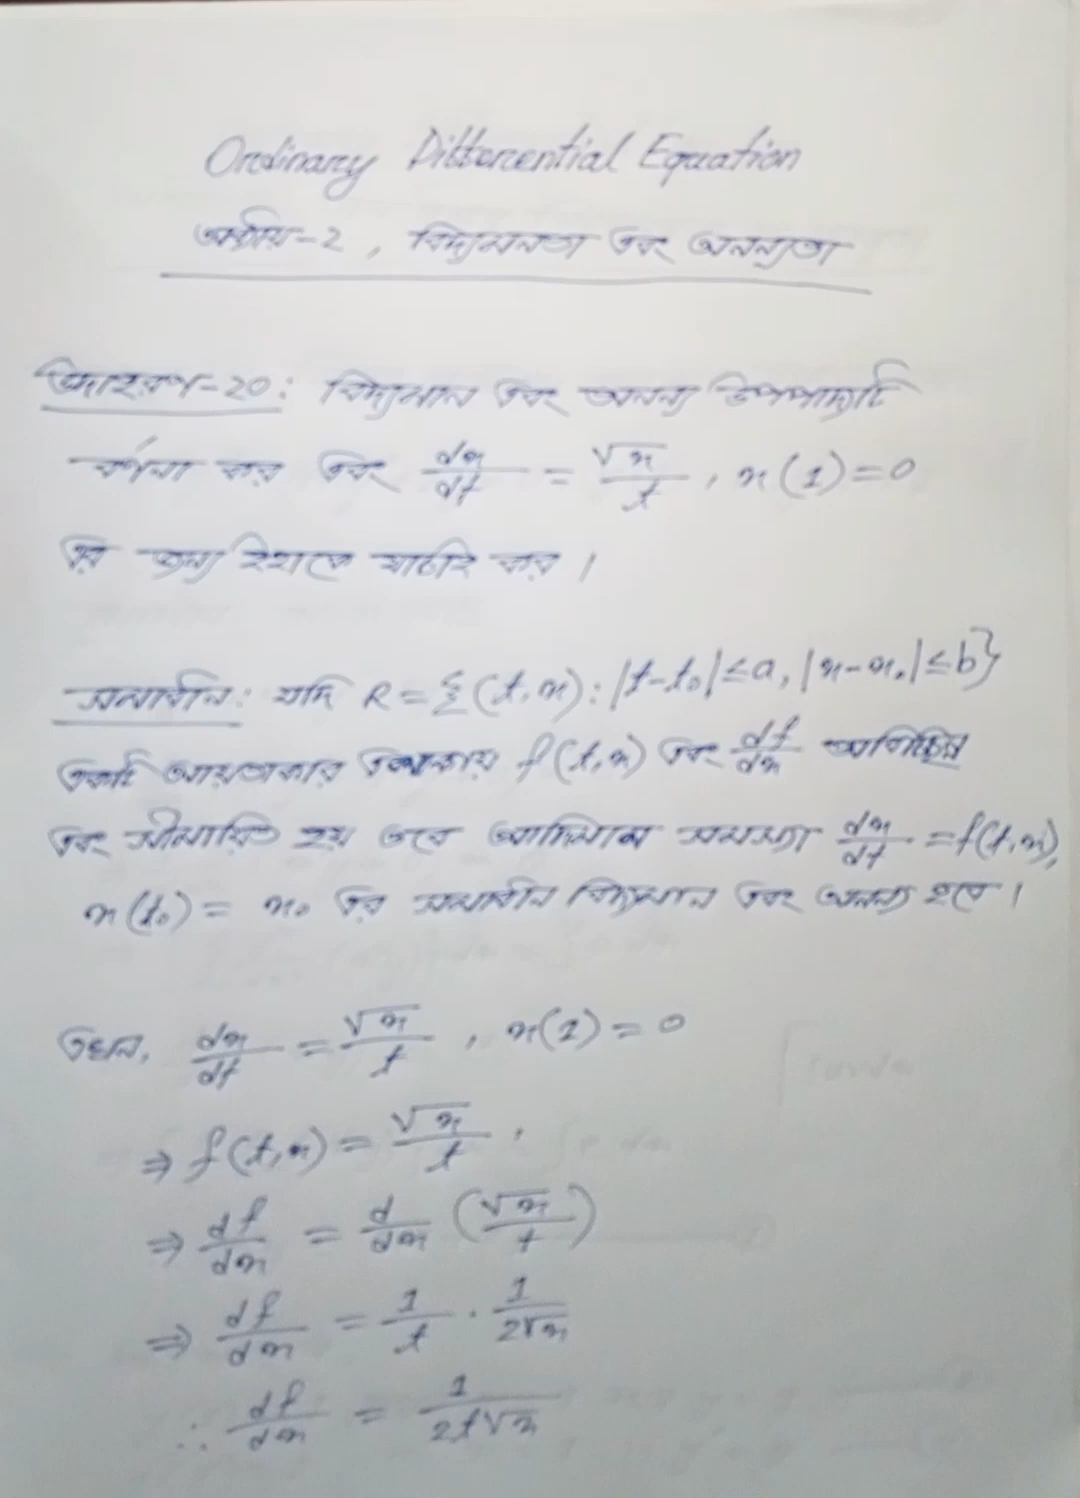 Ordinary Differential Equation
অধ্যায়-2, বিদ্যমানতা এবং অনন্যতা
উদাহরণ-20: বিদ্যমান এবং অনন্য উপপাদ্যটি
বর্ণনা কর এবং dx/dt = √x/t, x(1)=0
এর জন্য ইহাকে যাচাই কর।
সমাধান: যদি R={(t,x): |t-t₀|≤a, |x-x₀|≤b}
একটি আয়তাকার এলাকায় f(t,x) এবং df/dx অবিচ্ছিন্ন
এবং সীমায়িত হয় তবে আদিমান সমস্যা dx/dt = f(t,x),
x(t₀) = x₀ এর সমাধান বিদ্যমান এবং অনন্য হবে।
এখন, dx/dt = √x/t, x(1) = 0
⇒ f(t,x) = √x/t.
⇒ df/dx = d/dx (√x/t)
⇒ df/dx = 1/t · 1/2√x
∴ df/dx = 1/2t√x